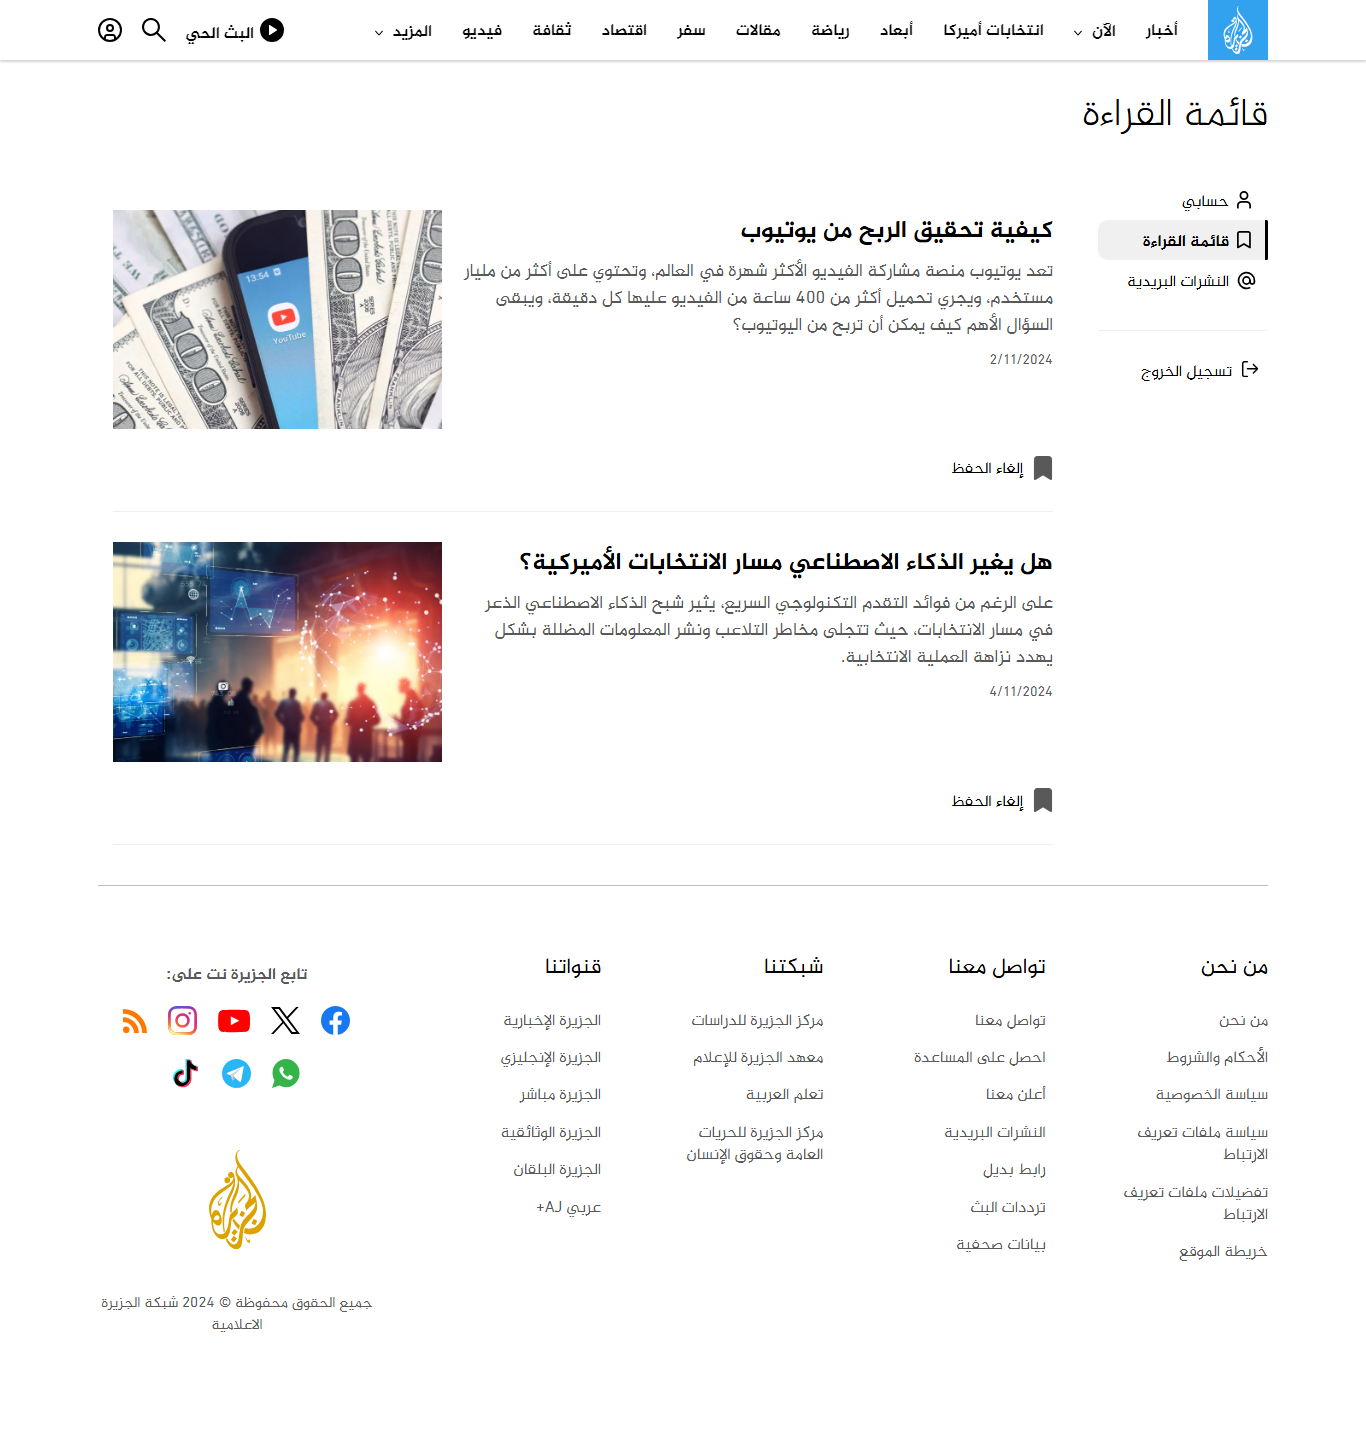 أخبار
الآن
انتخابات أميركا
أبعاد
رياضة
مقالات
سفر
اقتصاد
ثقافة
فيديو
المزيد
البث الحي
قائمة القراءة
حسابي
قائمة القراءة
النشرات البريدية
تسجيل الخروج
كيفية تحقيق الربح من يوتيوب
تعد يوتيوب منصة مشاركة الفيديو الأكثر شهرة في العالم، وتحتوي على أكثر من مليار
مستخدم، ويجري تحميل أكثر من 400 ساعة من الفيديو عليها كل دقيقة، ويبقى
السؤال الأهم كيف يمكن أن تربح من اليوتيوب؟
2/11/2024
13:54
YouTube
100
100
إلغاء الحفظ
هل يغير الذكاء الاصطناعي مسار الانتخابات الأميركية؟
على الرغم من فوائد التقدم التكنولوجي السريع، يثير شبح الذكاء الاصطناعي الذعر
في مسار الانتخابات، حيث تتجلى مخاطر التلاعب ونشر المعلومات المضللة بشكل
يهدد نزاهة العملية الانتخابية.
4/11/2024
إلغاء الحفظ
من نحن
من نحن
الأحكام والشروط
سياسة الخصوصية
سياسة ملفات تعريف
الارتباط
تفضيلات ملفات تعريف
الارتباط
خريطة الموقع
تواصل معنا
تواصل معنا
احصل على المساعدة
أعلن معنا
النشرات البريدية
رابط بديل
ترددات البث
بيانات صحفية
شبكتنا
مركز الجزيرة للدراسات
معهد الجزيرة للإعلام
تعلم العربية
مركز الجزيرة للحريات
العامة وحقوق الإنسان
قنواتنا
الجزيرة الإخبارية
الجزيرة الإنجليزي
الجزيرة مباشر
الجزيرة الوثائقية
الجزيرة البلقان
عربي AJ+
تابع الجزيرة نت على:
الجزيرة
جميع الحقوق محفوظة © 2024 شبكة الجزيرة
الاعلامية